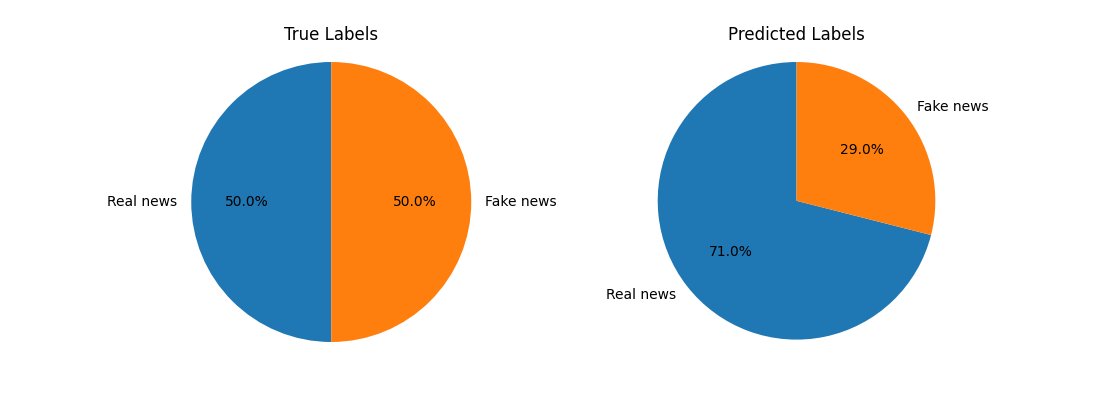 True Labels
Real news
50.0%
50.0%
Fake news
Predicted Labels
Fake news
29.0%
71.0%
Real news